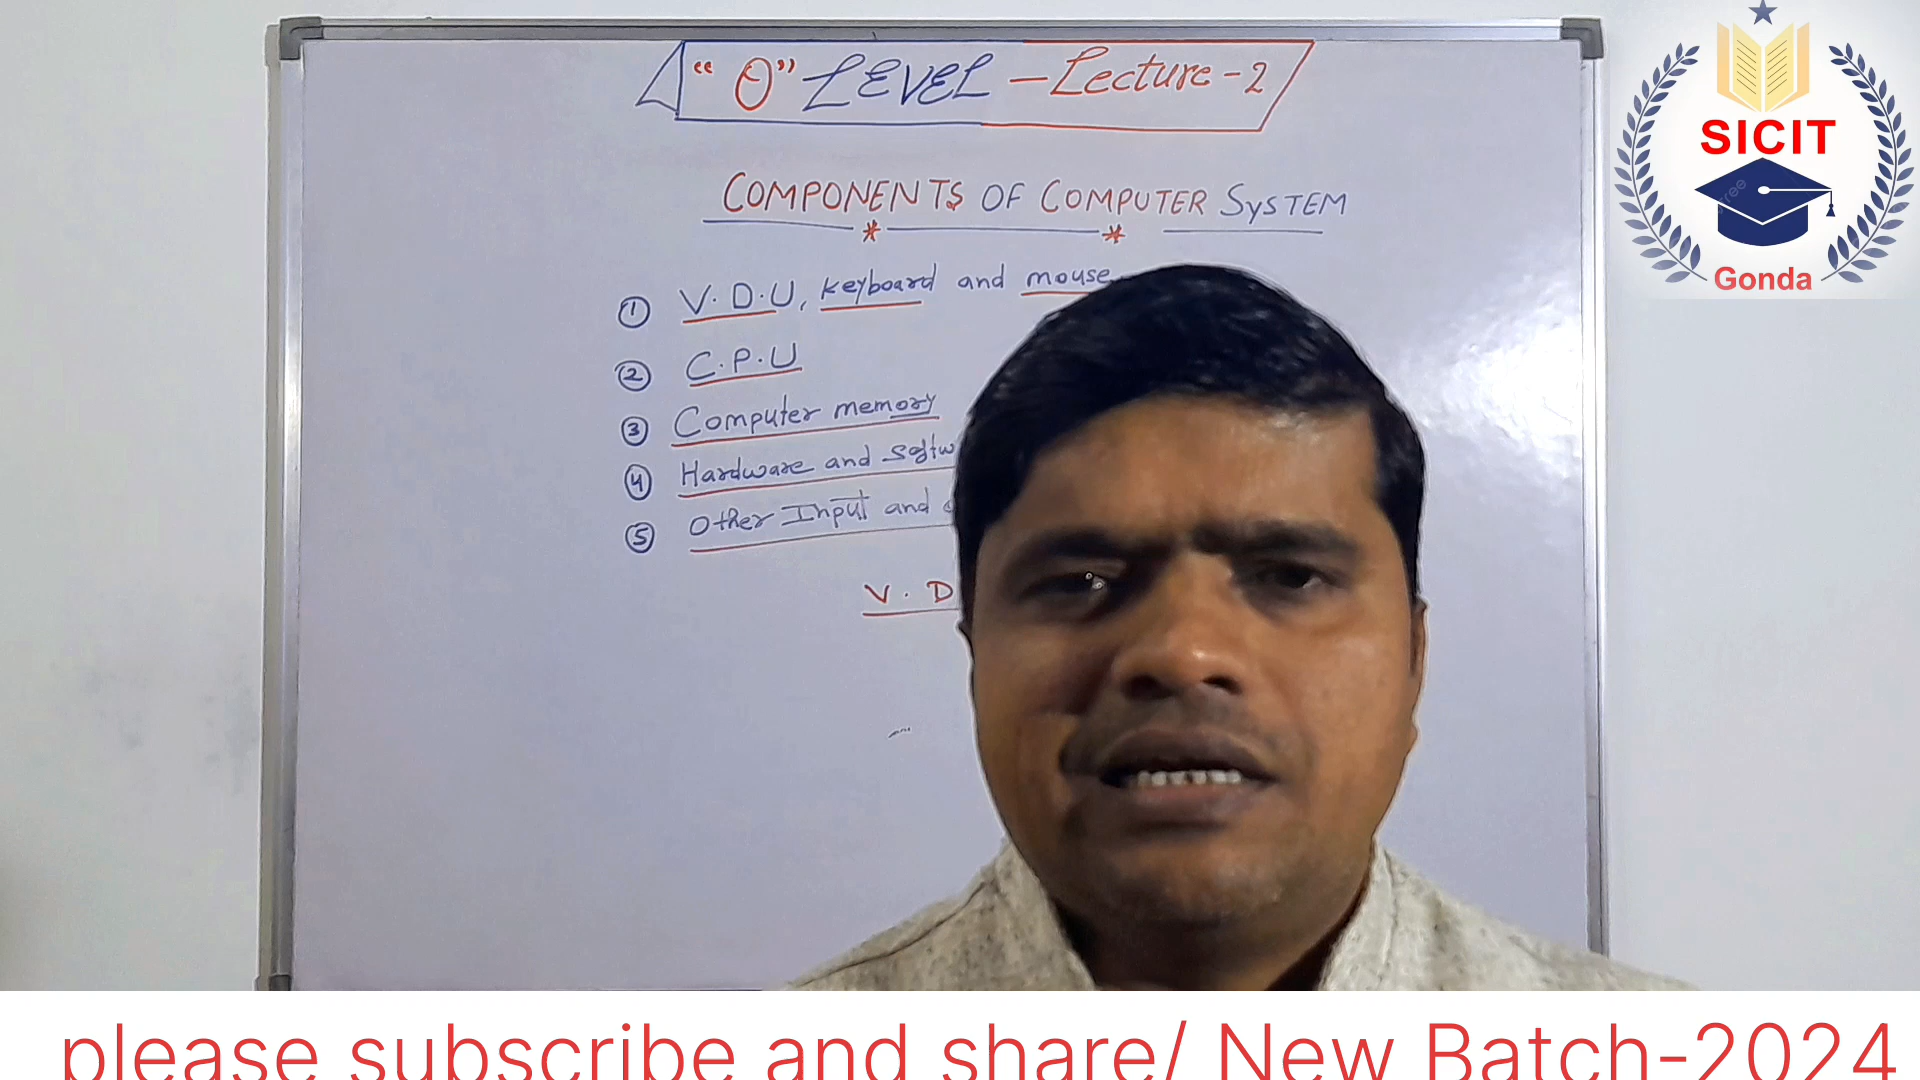 "O" LEVEL - Lecture-2
SICIT
Gonda
COMPONENTS OF COMPUTER SYSTEM
① V.D.U, keyboard and mouse
② C.P.U
③ Computer memory
④ Hardware and
⑤ Other Input and
V. D
please subscribe and share/ New Batch-2024